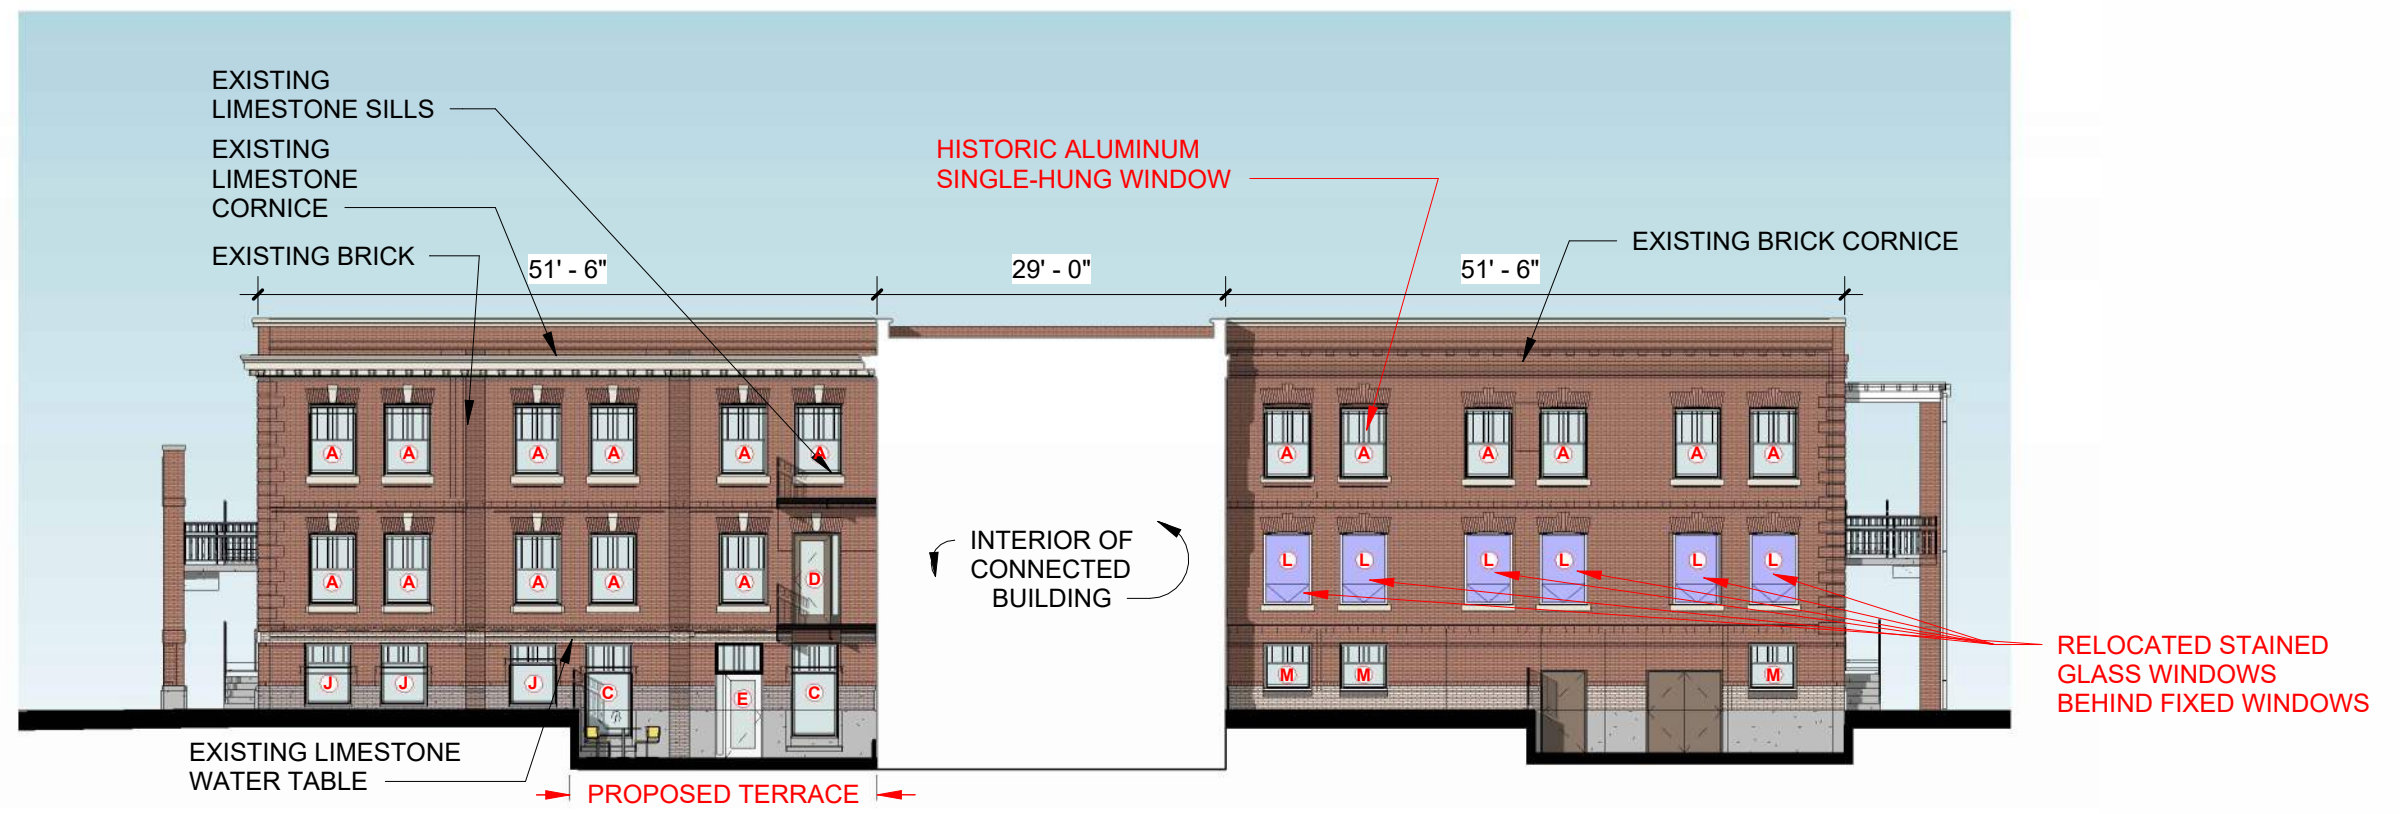 EXISTING
LIMESTONE SILLS
EXISTING
LIMESTONE
CORNICE
EXISTING BRICK
HISTORIC ALUMINUM
SINGLE-HUNG WINDOW
EXISTING BRICK CORNICE
51' - 6"
29' - 0"
51' - 6"
A A A A A A
A A A A A A
A A A A A D
L L L L L L
INTERIOR OF
CONNECTED
BUILDING
J J J C E C
M M M
RELOCATED STAINED
GLASS WINDOWS
BEHIND FIXED WINDOWS
EXISTING LIMESTONE
WATER TABLE
PROPOSED TERRACE